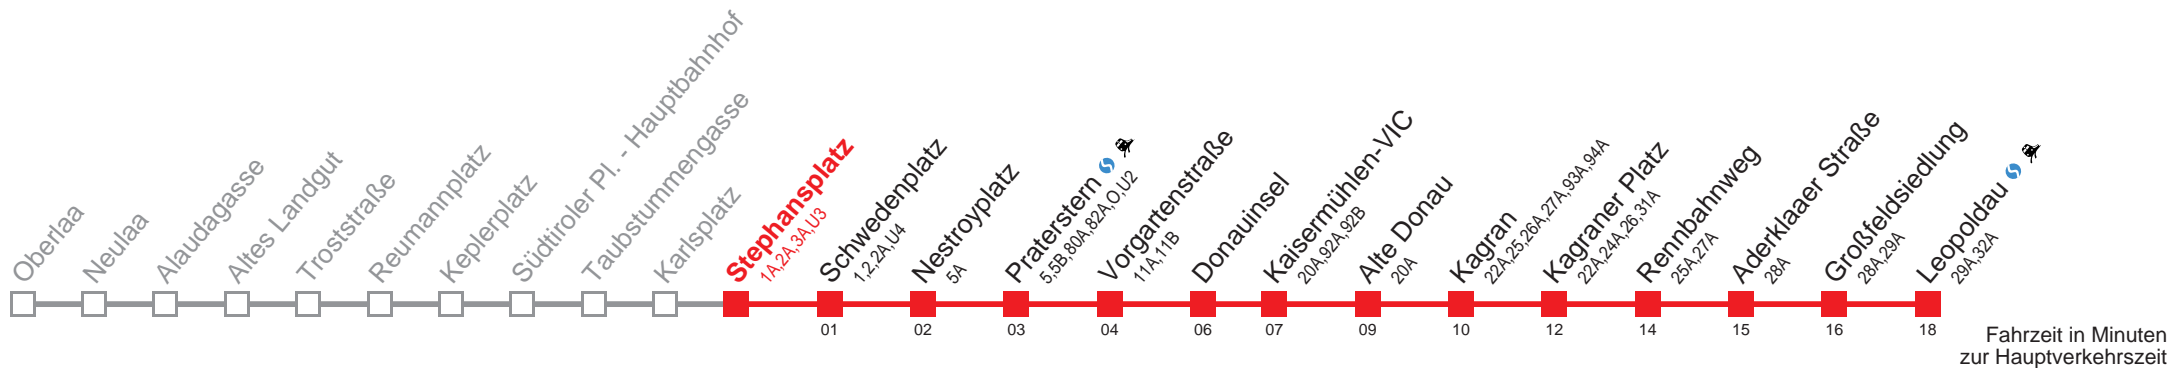 Oberlaa
Neulaa
Alaudagasse
Altes Landgut
Troststraße
Reumannplatz
Keplerplatz
Südtiroler Pl. - Hauptbahnhof
Taubstummengasse
Karlsplatz
Stephansplatz
1A,2A,3A,U3
Schwedenplatz
1,2,2A,U4
Nestroyplatz
5A
Praterstern
5,5B,80A,82A,O,U2
Vorgartenstraße
11A,11B
Donauinsel
Kaisermühlen-VIC
20A,92A,92B
Alte Donau
20A
Kagran
22A,25,26A,27A,93A,94A
Kagraner Platz
22A,24A,26,31A
Rennbahnweg
25A,27A
Aderklaaer Straße
28A
Großfeldsiedlung
28A,29A
Leopoldau
29A,32A
01 02 03 04 06 07 09 10 12 14 15 16 18
Fahrzeit in Minuten
zur Hauptverkehrszeit